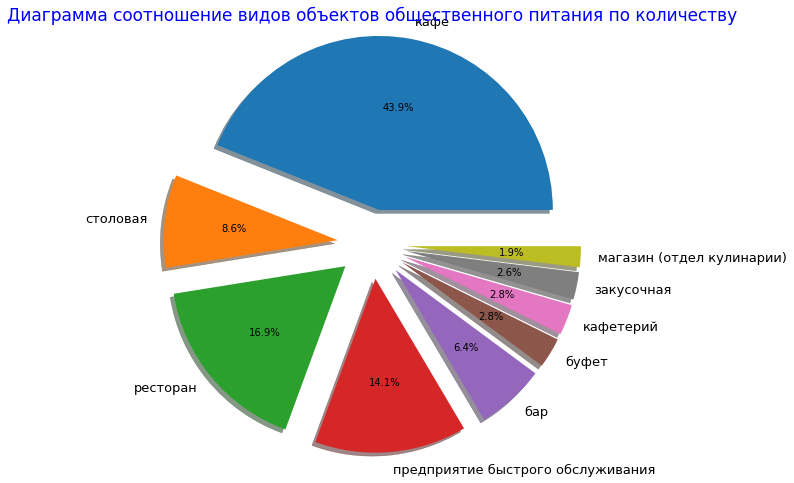 Диаграмма соотношение видов объектов общественного питания по количеству
кафе
43.9%
столовая
8.6%
1.9%
магазин (отдел кулинарии)
2.6%
закусочная
2.8%
кафетерий
2.8%
буфет
16.9%
ресторан
6.4%
бар
14.1%
предприятие быстрого обслуживания